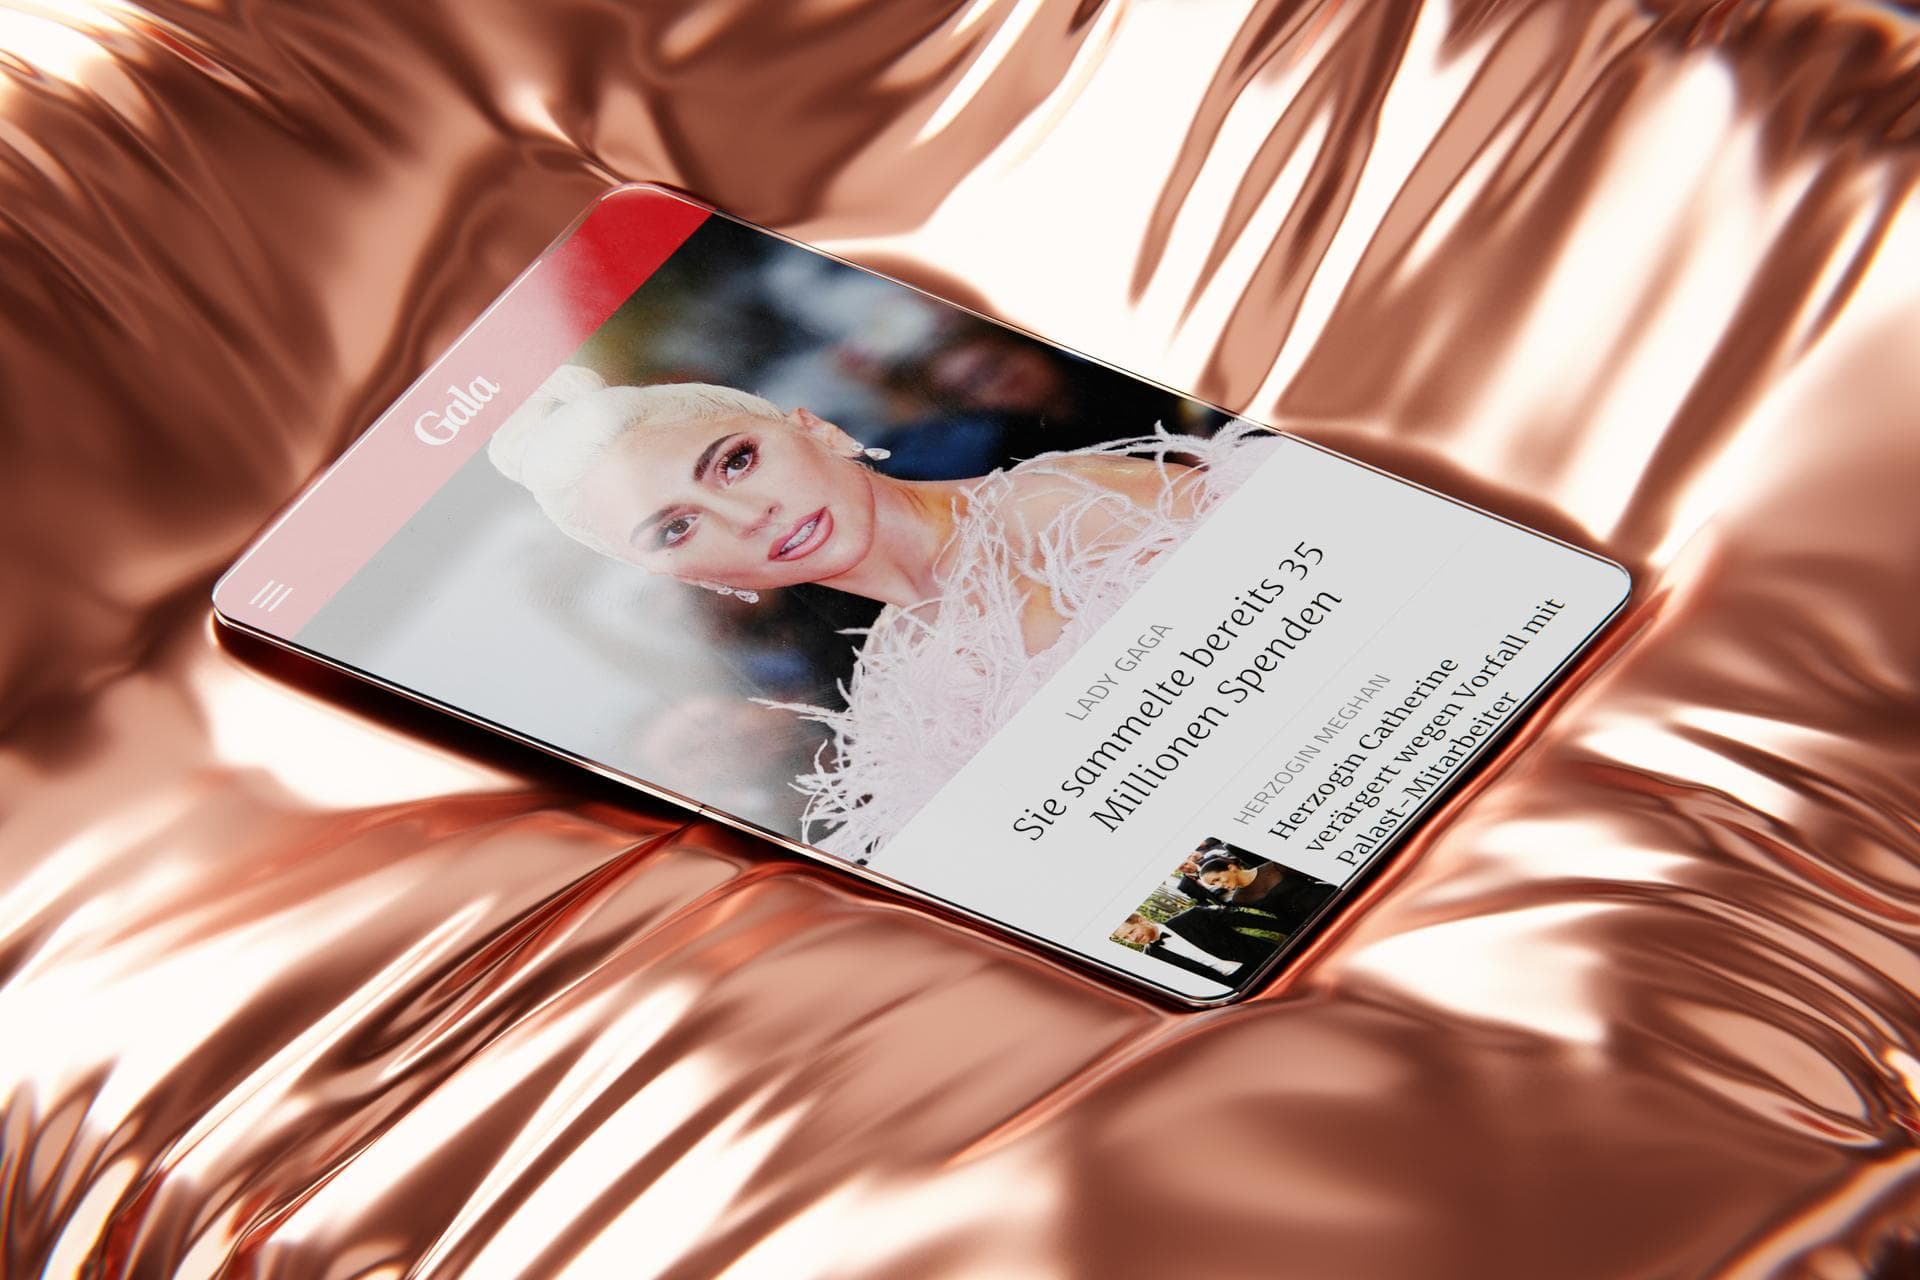 Gala
LADY GAGA
Sie sammelte bereits 35
Millionen Spenden
HERZOGIN MEGHAN
Herzogin Catherine
verärgert wegen Vorfall mit
Palast-Mitarbeiter